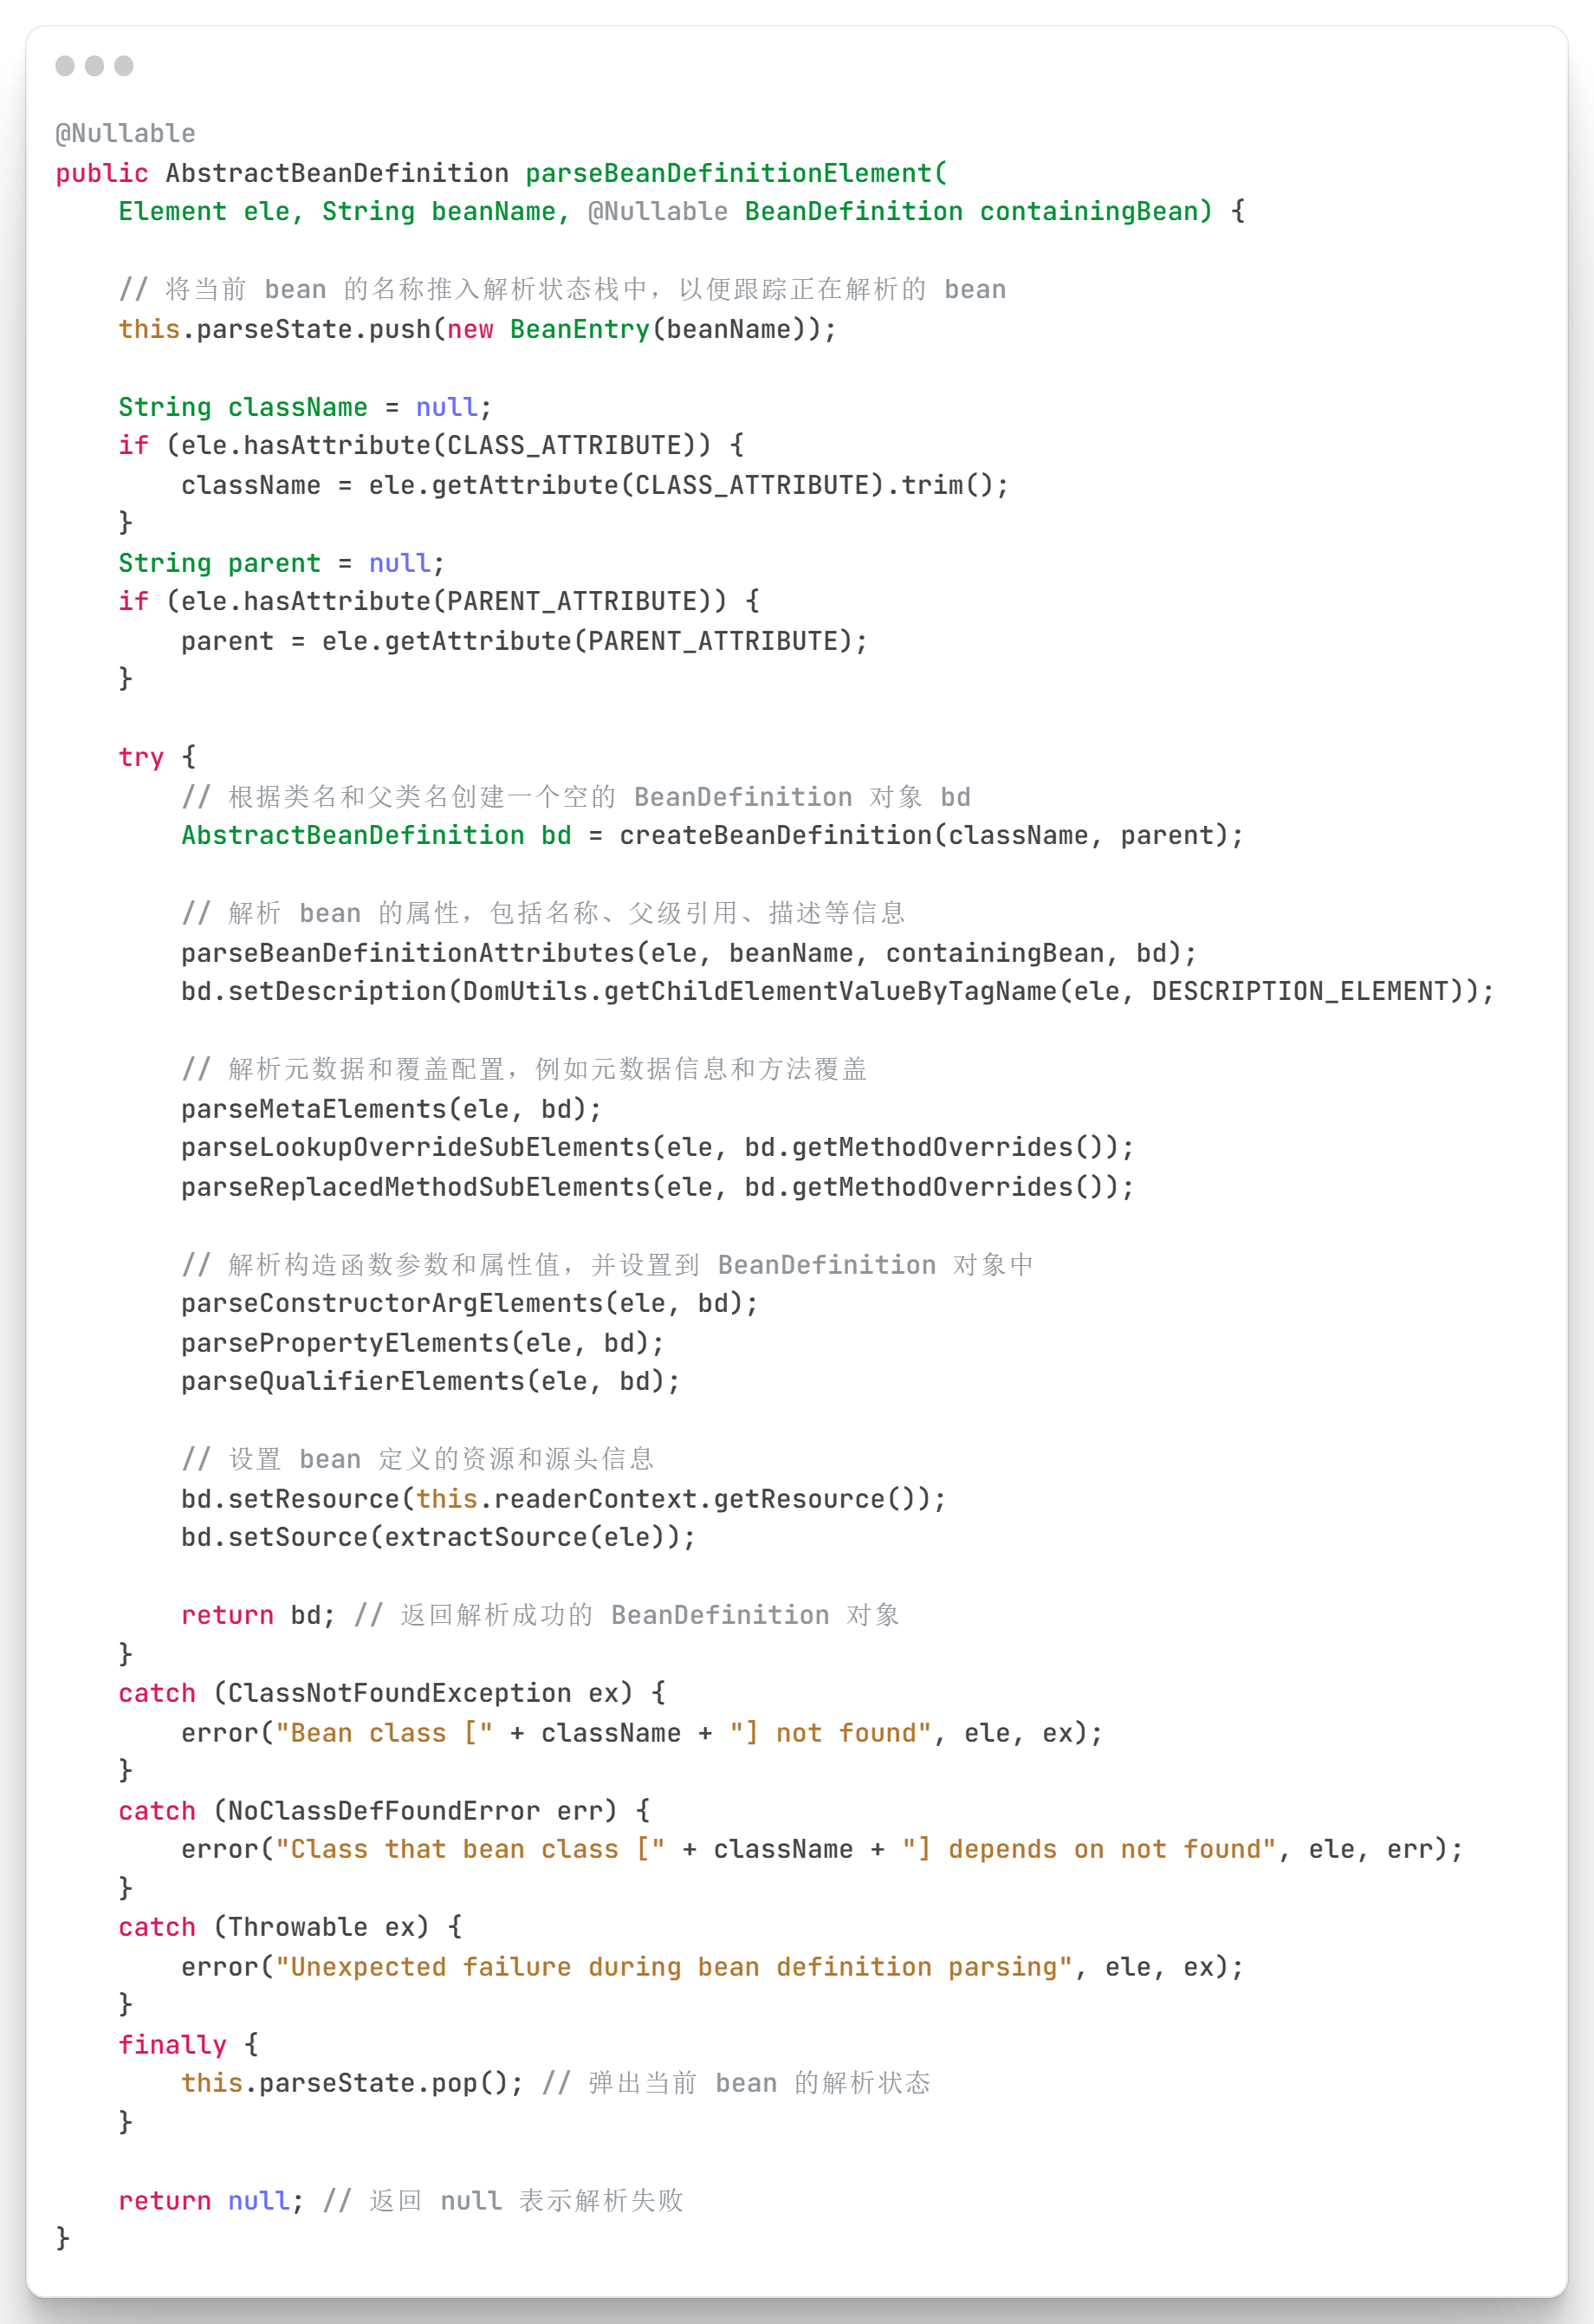 @Nullable
public AbstractBeanDefinition parseBeanDefinitionElement(
    Element ele, String beanName, @Nullable BeanDefinition containingBean) {

    // 将当前 bean 的名称推入解析状态栈中，以便跟踪正在解析的 bean
    this.parseState.push(new BeanEntry(beanName));

    String className = null;
    if (ele.hasAttribute(CLASS_ATTRIBUTE)) {
        className = ele.getAttribute(CLASS_ATTRIBUTE).trim();
    }
    String parent = null;
    if (ele.hasAttribute(PARENT_ATTRIBUTE)) {
        parent = ele.getAttribute(PARENT_ATTRIBUTE);
    }

    try {
        // 根据类名和父类名创建一个空的 BeanDefinition 对象 bd
        AbstractBeanDefinition bd = createBeanDefinition(className, parent);

        // 解析 bean 的属性，包括名称、父级引用、描述等信息
        parseBeanDefinitionAttributes(ele, beanName, containingBean, bd);
        bd.setDescription(DomUtils.getChildElementValueByTagName(ele, DESCRIPTION_ELEMENT));

        // 解析元数据和覆盖配置，例如元数据信息和方法覆盖
        parseMetaElements(ele, bd);
        parseLookupOverrideSubElements(ele, bd.getMethodOverrides());
        parseReplacedMethodSubElements(ele, bd.getMethodOverrides());

        // 解析构造函数参数和属性值，并设置到 BeanDefinition 对象中
        parseConstructorArgElements(ele, bd);
        parsePropertyElements(ele, bd);
        parseQualifierElements(ele, bd);

        // 设置 bean 定义的资源和源头信息
        bd.setResource(this.readerContext.getResource());
        bd.setSource(extractSource(ele));

        return bd; // 返回解析成功的 BeanDefinition 对象
    }
    catch (ClassNotFoundException ex) {
        error("Bean class [" + className + "] not found", ele, ex);
    }
    catch (NoClassDefFoundError err) {
        error("Class that bean class [" + className + "] depends on not found", ele, err);
    }
    catch (Throwable ex) {
        error("Unexpected failure during bean definition parsing", ele, ex);
    }
    finally {
        this.parseState.pop(); // 弹出当前 bean 的解析状态
    }

    return null; // 返回 null 表示解析失败
}